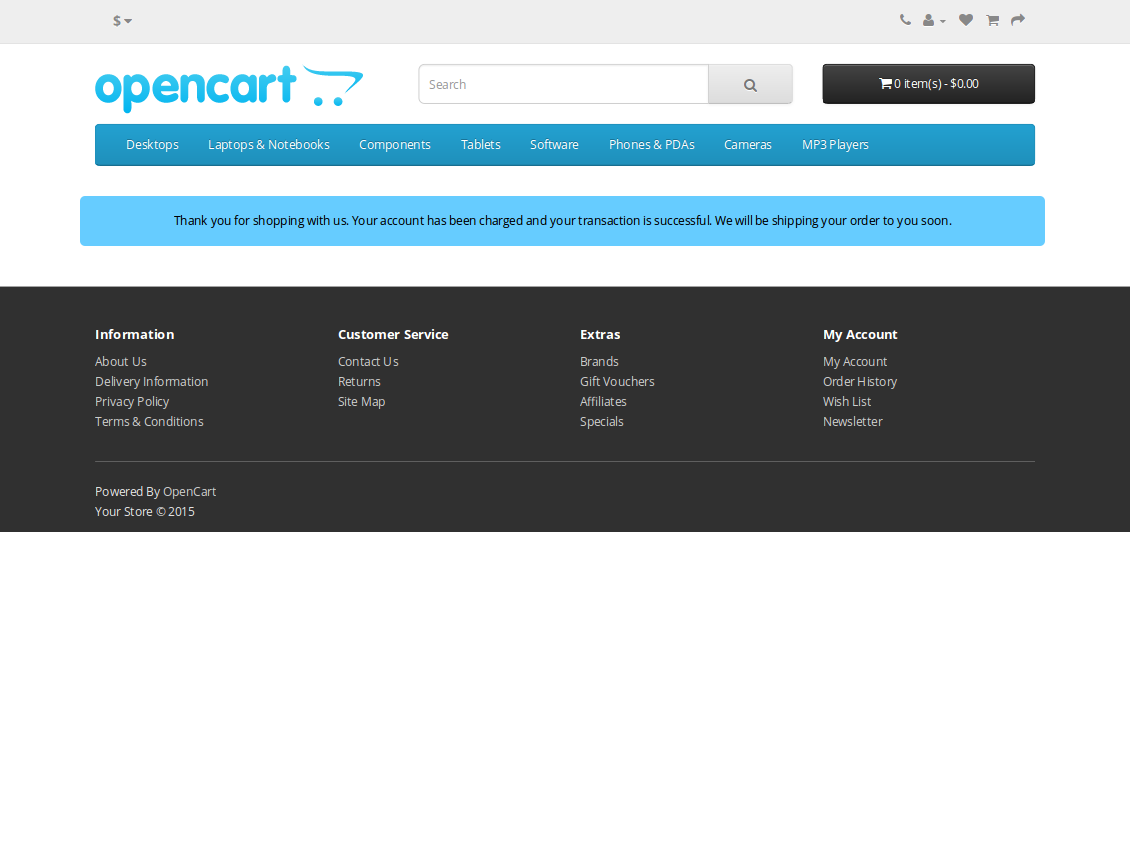 $
opencart
Search
0 item(s) - $0.00
Desktops
Laptops & Notebooks
Components
Tablets
Software
Phones & PDAs
Cameras
MP3 Players
Thank you for shopping with us. Your account has been charged and your transaction is successful. We will be shipping your order to you soon.
Information
About Us
Delivery Information
Privacy Policy
Terms & Conditions
Customer Service
Contact Us
Returns
Site Map
Extras
Brands
Gift Vouchers
Affiliates
Specials
My Account
My Account
Order History
Wish List
Newsletter
Powered By OpenCart
Your Store © 2015